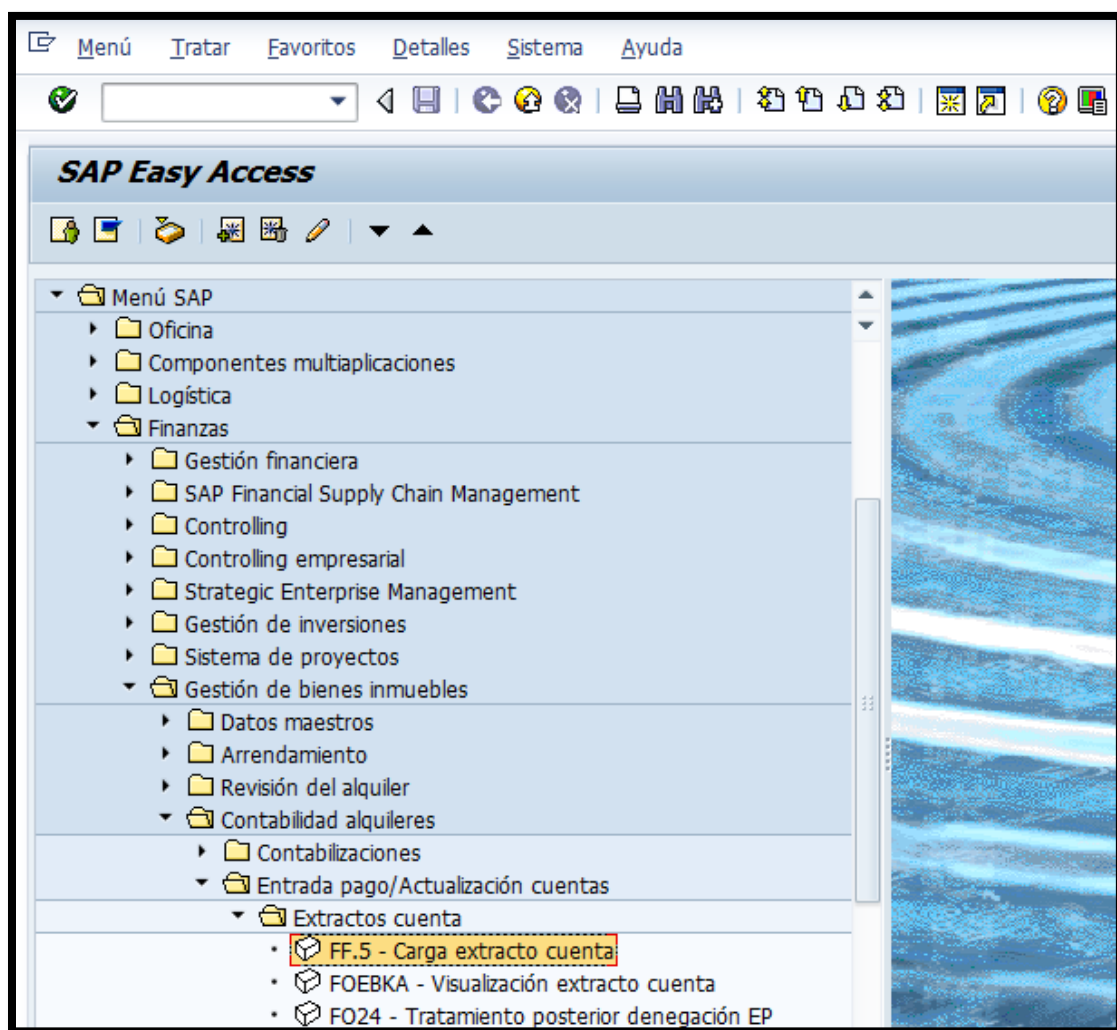 Menú Tratar Favoritos Detalles Sistema Ayuda
SAP Easy Access
Menú SAP
Oficina
Componentes multiaplicaciones
Logística
Finanzas
Gestión financiera
SAP Financial Supply Chain Management
Controlling
Controlling empresarial
Strategic Enterprise Management
Gestión de inversiones
Sistema de proyectos
Gestión de bienes inmuebles
Datos maestros
Arrendamiento
Revisión del alquiler
Contabilidad alquileres
Contabilizaciones
Entrada pago/Actualización cuentas
Extractos cuenta
FF.5 - Carga extracto cuenta
FOEBKA - Visualización extracto cuenta
FO24 - Tratamiento posterior denegación EP